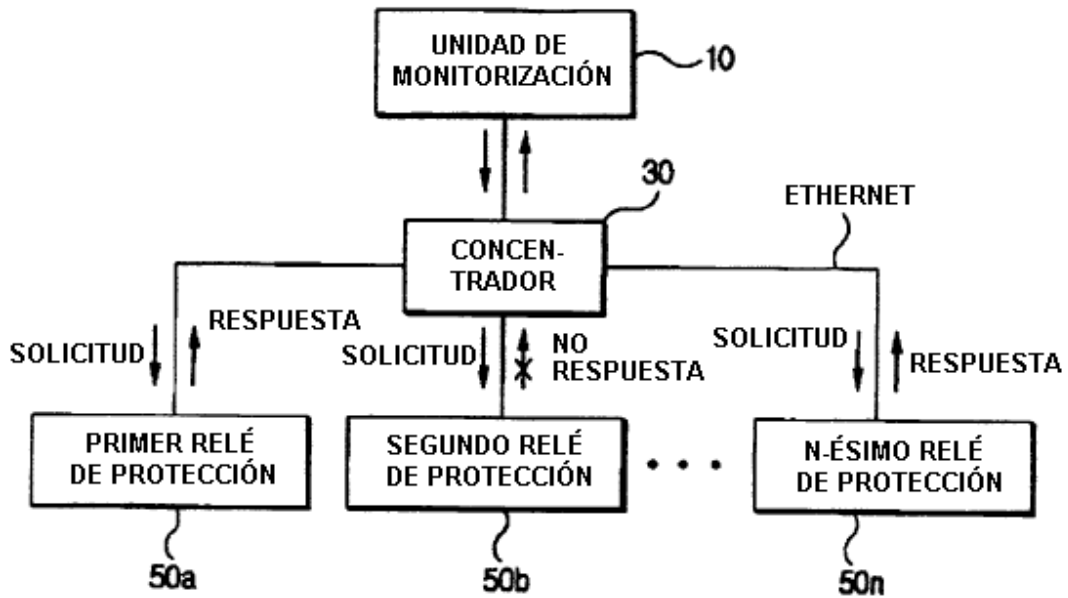 UNIDAD DE
MONITORIZACIÓN
10
30
ETHERNET
CONCEN-
TRADOR
RESPUESTA
SOLICITUD
SOLICITUD
NO
RESPUESTA
SOLICITUD
RESPUESTA
PRIMER RELÉ
DE PROTECCIÓN
SEGUNDO RELÉ
DE PROTECCIÓN
N-ÉSIMO RELÉ
DE PROTECCIÓN
50a
50b
50n